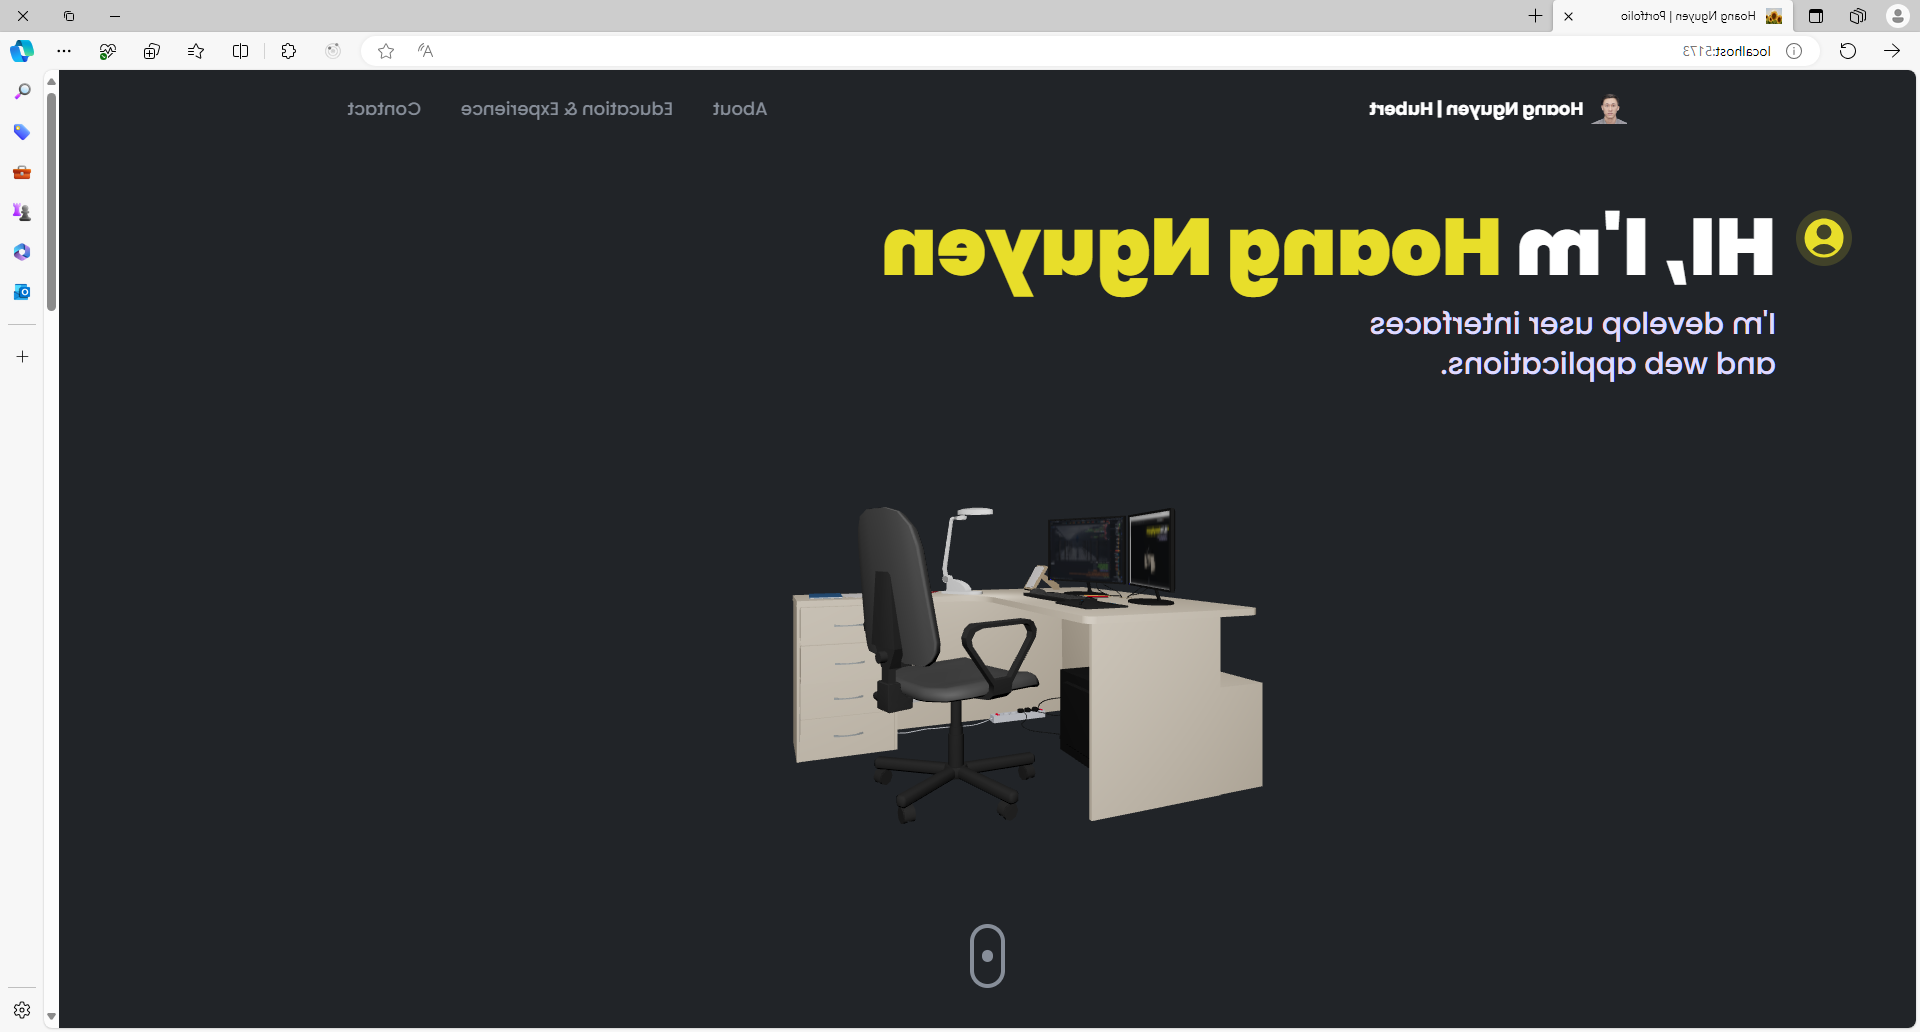 Hoang Nguyen | Portfolio
localhost:5173
Hoang Nguyen | Hubert
About
Education & Experience
Contact
HI, I'm Hoang Nguyen
I'm develop user interfaces
and web applications.